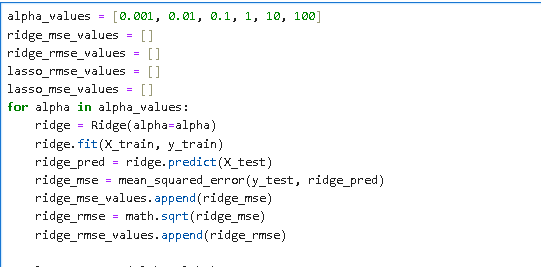 alpha_values = [0.001, 0.01, 0.1, 1, 10, 100]
ridge_mse_values = []
ridge_rmse_values = []
lasso_rmse_values = []
lasso_mse_values = []
for alpha in alpha_values:
    ridge = Ridge(alpha=alpha)
    ridge.fit(X_train, y_train)
    ridge_pred = ridge.predict(X_test)
    ridge_mse = mean_squared_error(y_test, ridge_pred)
    ridge_mse_values.append(ridge_mse)
    ridge_rmse = math.sqrt(ridge_mse)
    ridge_rmse_values.append(ridge_rmse)